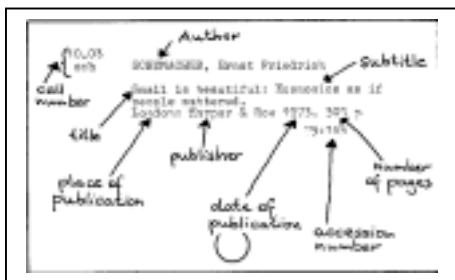 Author
SCHUMACHER, Ernst Friedrich
Subtitle
call number
Small is beautiful: Economics as if
people mattered.
London: Harper & Row 1973. 307 p
title
publisher
number of pages
place of publication
date of publication
accession number